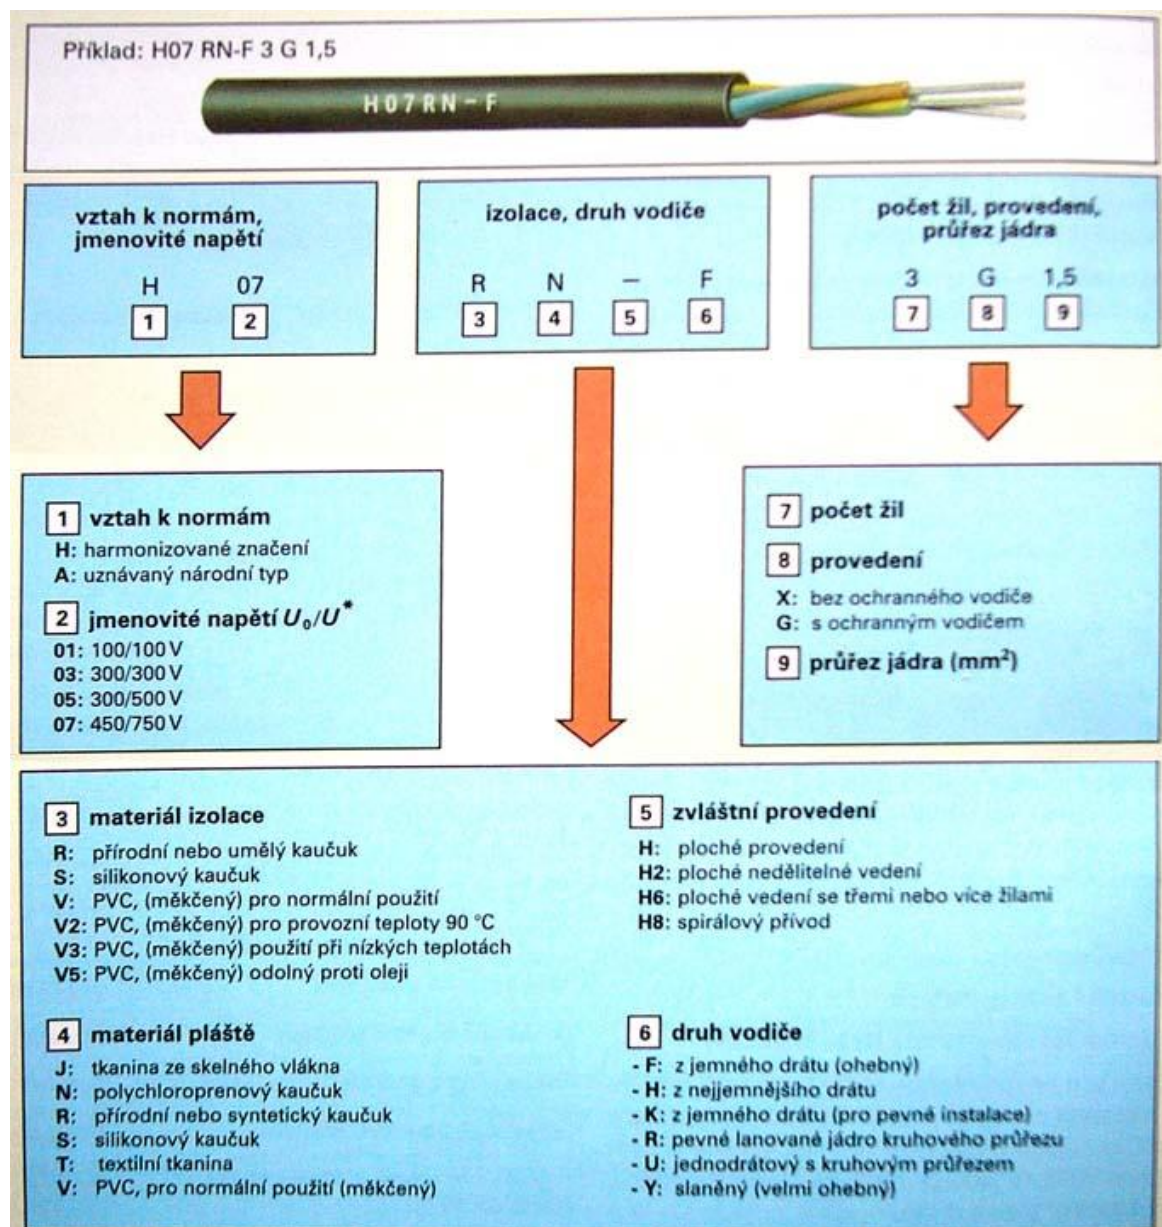 Příklad: H07 RN-F 3 G 1,5
H07RN-F
vztah k normám,
jmenovité napětí
H 07
1 2
izolace, druh vodiče
R N – F
3 4 5 6
počet žil, provedení,
průřez jádra
3 G 1,5
7 8 9
1 vztah k normám
H: harmonizované značení
A: uznávaný národní typ
2 jmenovité napětí U₀/U*
01: 100/100 V
03: 300/300 V
05: 300/500 V
07: 450/750 V
7 počet žil
8 provedení
X: bez ochranného vodiče
G: s ochranným vodičem
9 průřez jádra (mm²)
3 materiál izolace
R: přírodní nebo umělý kaučuk
S: silikonový kaučuk
V: PVC, (měkčený) pro normální použití
V2: PVC, (měkčený) pro provozní teploty 90 °C
V3: PVC, (měkčený) použití při nízkých teplotách
V5: PVC, (měkčený) odolný proti oleji
4 materiál pláště
J: tkanina ze skelného vlákna
N: polychloroprenový kaučuk
R: přírodní nebo syntetický kaučuk
S: silikonový kaučuk
T: textilní tkanina
V: PVC, pro normální použití (měkčený)
5 zvláštní provedení
H: ploché provedení
H2: ploché nedělitelné vedení
H6: ploché vedení se třemi nebo více žilami
H8: spirálový přívod
6 druh vodiče
- F: z jemného drátu (ohebný)
- H: z nejjemnějšího drátu
- K: z jemného drátu (pro pevné instalace)
- R: pevné lanované jádro kruhového průřezu
- U: jednodrátový s kruhovým průřezem
- Y: slaněný (velmi ohebný)